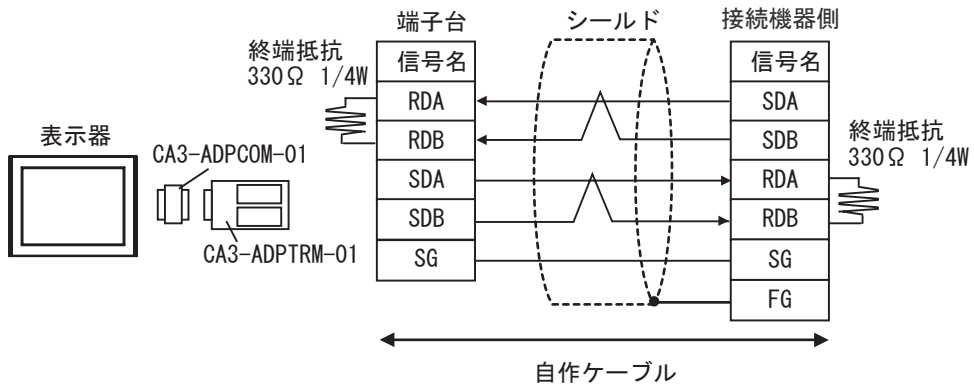 端子台
シールド
接続機器側
終端抵抗
330Ω 1/4W
信号名
信号名
RDA
SDA
RDB
SDB
終端抵抗
330Ω 1/4W
表示器
CA3-ADPCOM-01
SDA
RDA
SDB
RDB
CA3-ADPTRM-01
SG
SG
FG
自作ケーブル